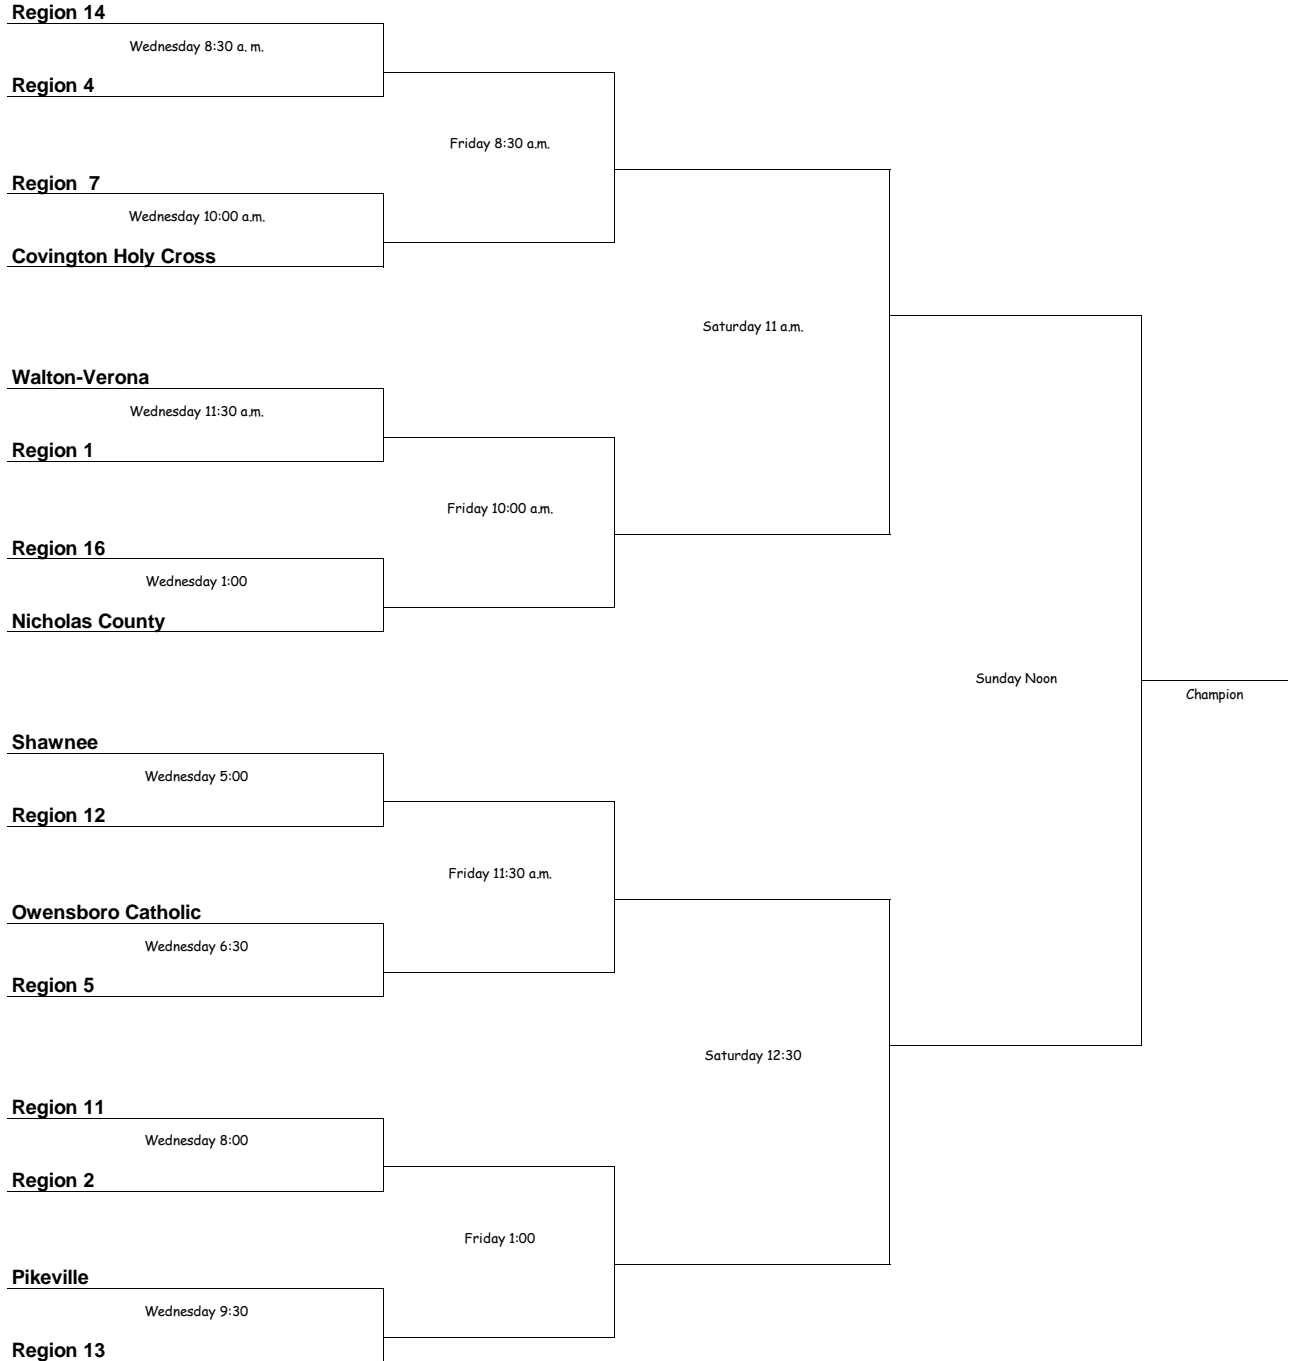 Region 14
Wednesday 8:30 a. m.
Region 4
Friday 8:30 a.m.
Region  7
Wednesday 10:00 a.m.
Covington Holy Cross
Saturday 11 a.m.
Walton-Verona
Wednesday 11:30 a.m.
Region 1
Friday 10:00 a.m.
Region 16
Wednesday 1:00
Nicholas County
Sunday Noon
Champion
Shawnee
Wednesday 5:00
Region 12
Friday 11:30 a.m.
Owensboro Catholic
Wednesday 6:30
Region 5
Saturday 12:30
Region 11
Wednesday 8:00
Region 2
Friday 1:00
Pikeville
Wednesday 9:30
Region 13